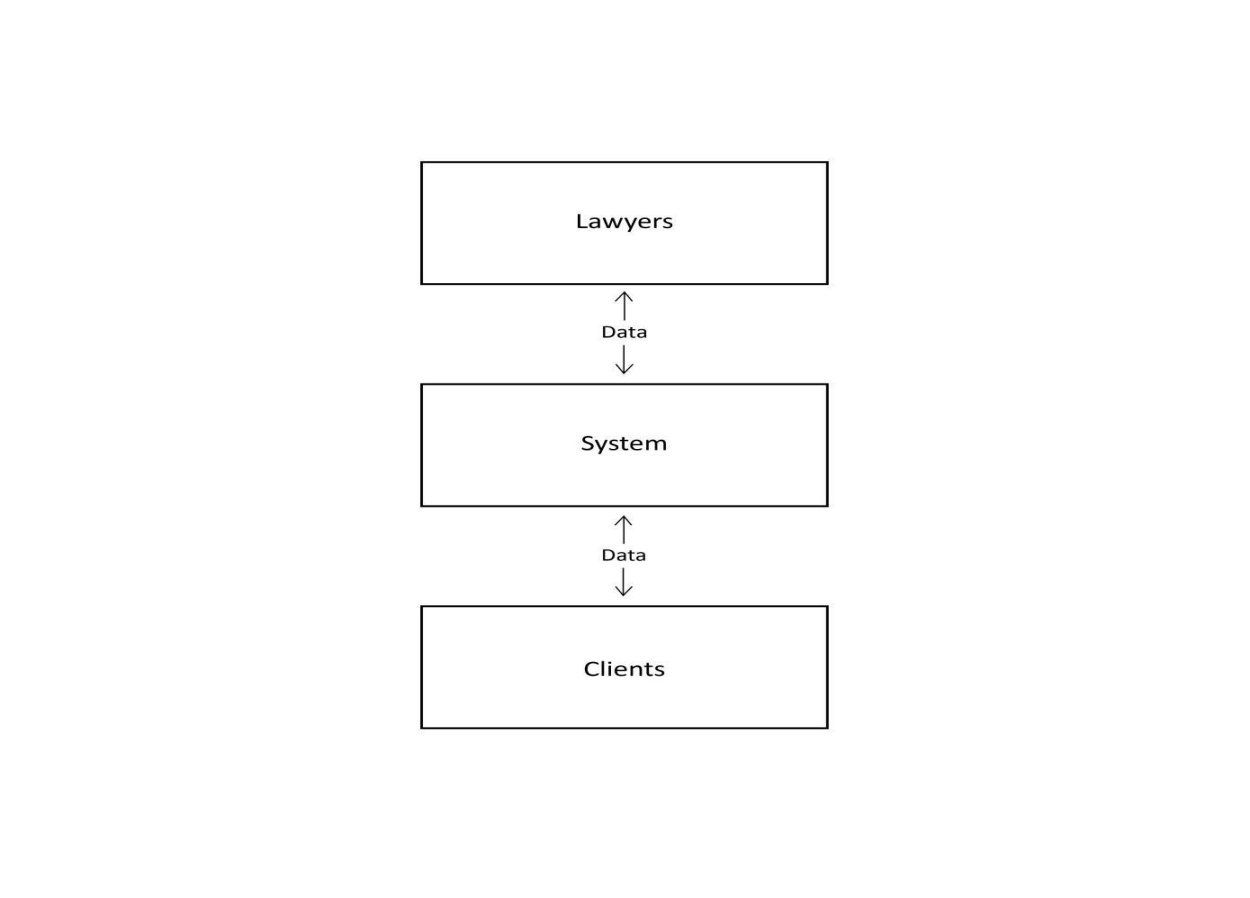 Lawyers
Data
System
Data
Clients